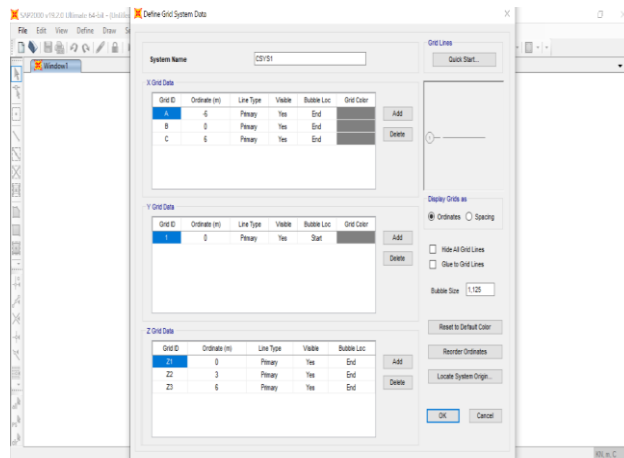 SAP2000 v19.2.0 Ultimate 64-bit - (Untitled
Define Grid System Data
File Edit View Define Draw
Window1
System Name CSYS1
Grid Lines
Quick Start...
X Grid Data
Grid ID Ordinate (m) Line Type Visible Bubble Loc Grid Color
A -6 Primary Yes End
B 0 Primary Yes End
C 6 Primary Yes End
Add
Delete
Y Grid Data
Grid ID Ordinate (m) Line Type Visible Bubble Loc Grid Color
1 0 Primary Yes Start
Add
Delete
Display Grids as
Ordinates Spacing
Hide All Grid Lines
Glue to Grid Lines
Bubble Size 1,125
Z Grid Data
Grid ID Ordinate (m) Line Type Visible Bubble Loc
Z1 0 Primary Yes End
Z2 3 Primary Yes End
Z3 6 Primary Yes End
Add
Delete
Reset to Default Color
Reorder Ordinates
Locate System Origin...
OK Cancel
KN, m, C